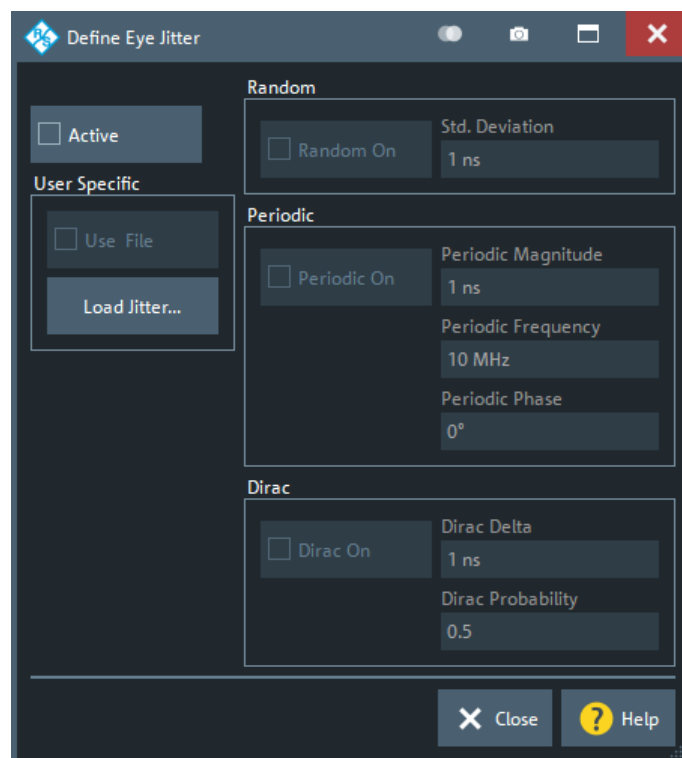 Define Eye Jitter
Active
User Specific
Use File
Load Jitter...
Random
Random On
Std. Deviation
1 ns
Periodic
Periodic On
Periodic Magnitude
1 ns
Periodic Frequency
10 MHz
Periodic Phase
0°
Dirac
Dirac On
Dirac Delta
1 ns
Dirac Probability
0.5
Close
? Help